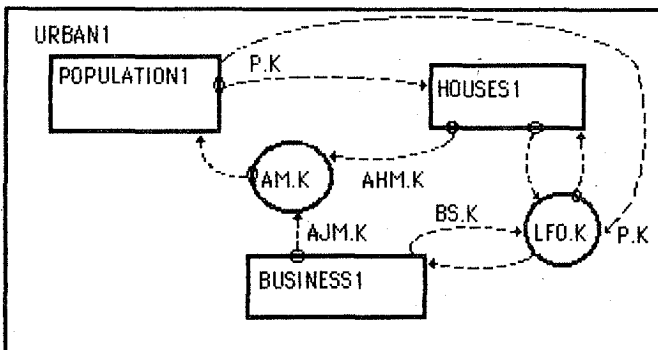 URBAN1
POPULATION1
P.K
HOUSES1
AM.K
AHM.K
AJM.K
BS.K
LFO.K
P.K
BUSINESS1